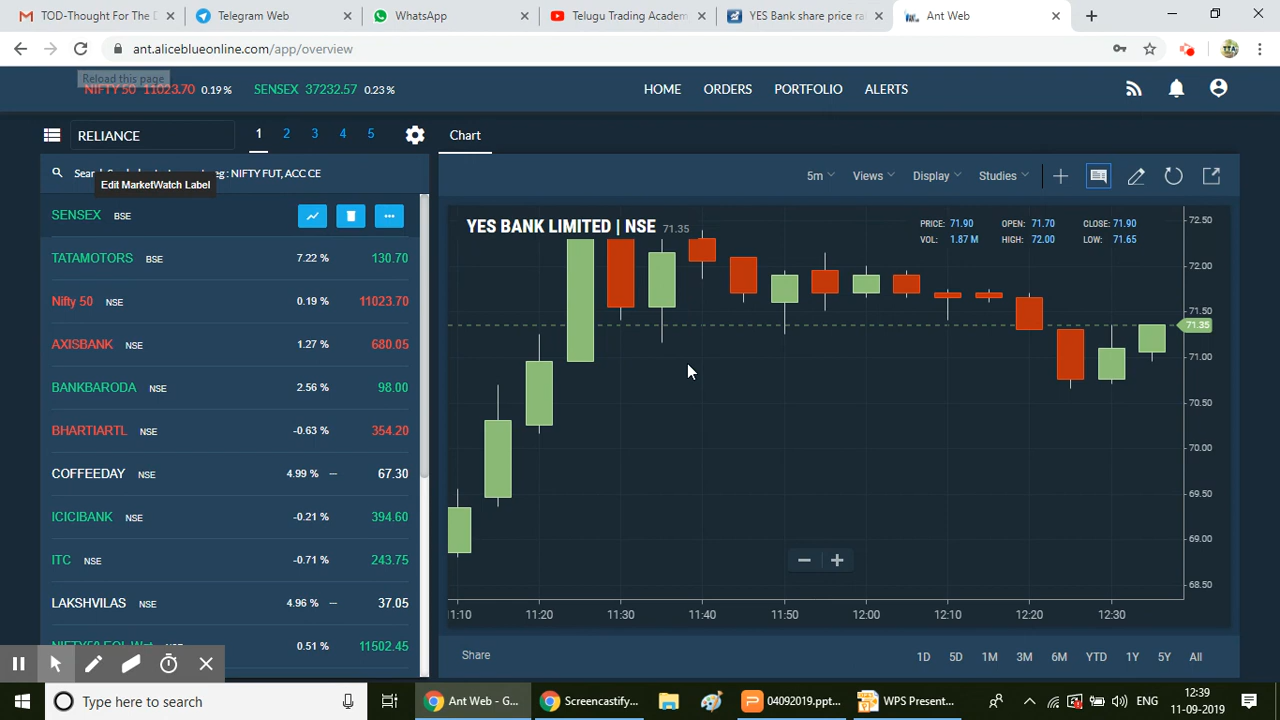 TOD-Thought For The D
Telegram Web
WhatsApp
Telugu Trading Academ
YES Bank share price ra
Ant Web
ant.aliceblueonline.com/app/overview
Reload this page
NIFTY 50 11023.70 0.19 %
SENSEX 37232.57 0.23 %
HOME ORDERS PORTFOLIO ALERTS
RELIANCE
1 2 3 4 5
Chart
: NIFTY FUT, ACC CE
Edit MarketWatch Label
5m Views Display Studies
SENSEX BSE
TATAMOTORS BSE 7.22 % 130.70
Nifty 50 NSE 0.19 % 11023.70
AXISBANK NSE 1.27 % 680.05
BANKBARODA NSE 2.56 % 98.00
BHARTIARTL NSE -0.63 % 354.20
COFFEEDAY NSE 4.99 % 67.30
ICICIBANK NSE -0.21 % 394.60
ITC NSE -0.71 % 243.75
LAKSHVILAS NSE 4.96 % 37.05
0.51 % 11502.45
YES BANK LIMITED | NSE 71.35
PRICE: 71.90 OPEN: 71.70 CLOSE: 71.90
VOL: 1.87 M HIGH: 72.00 LOW: 71.65
72.50
72.00
71.50
71.35
71.00
70.50
70.00
69.50
69.00
68.50
11:10 11:20 11:30 11:40 11:50 12:00 12:10 12:20 12:30
Share
1D 5D 1M 3M 6M YTD 1Y 5Y All
Type here to search
Ant Web - G...
Screencastify...
04092019.ppt...
WPS Present...
ENG
12:39
11-09-2019